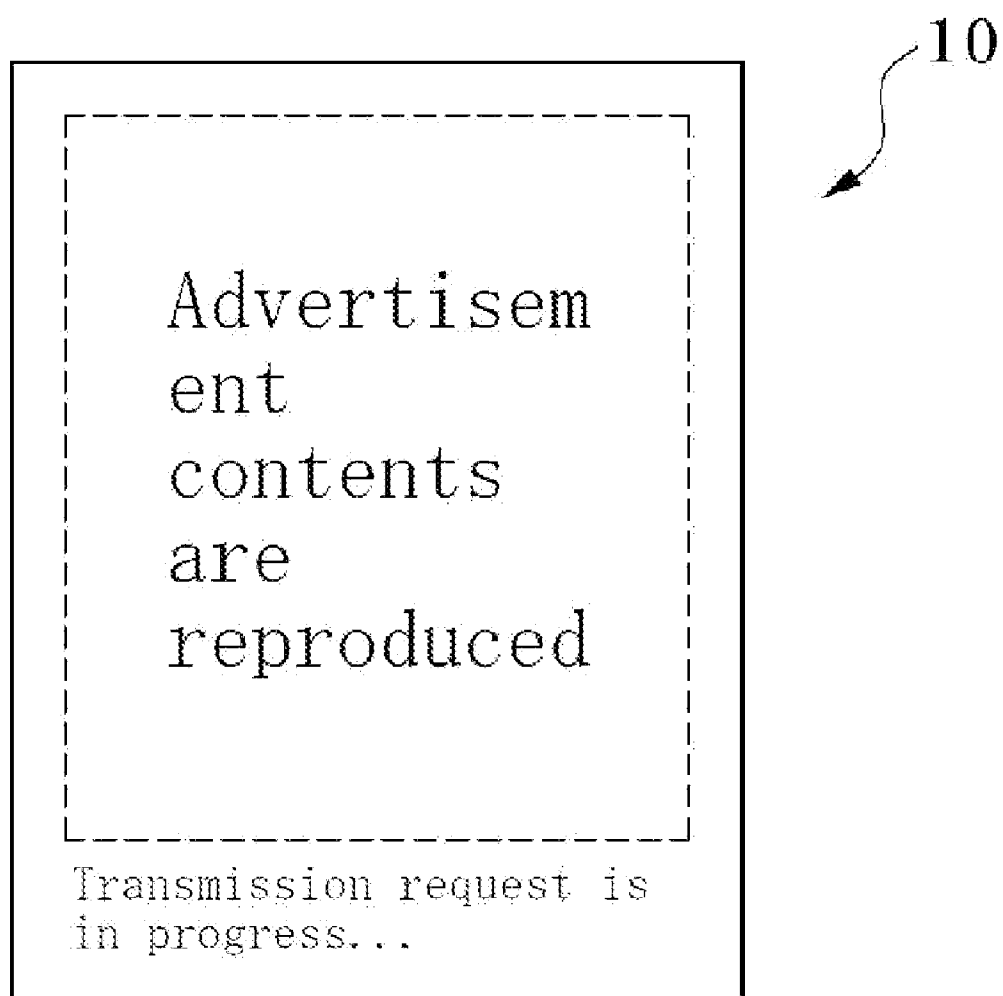 10
Advertisem
ent
contents
are
reproduced
Transmission request is
in progress...